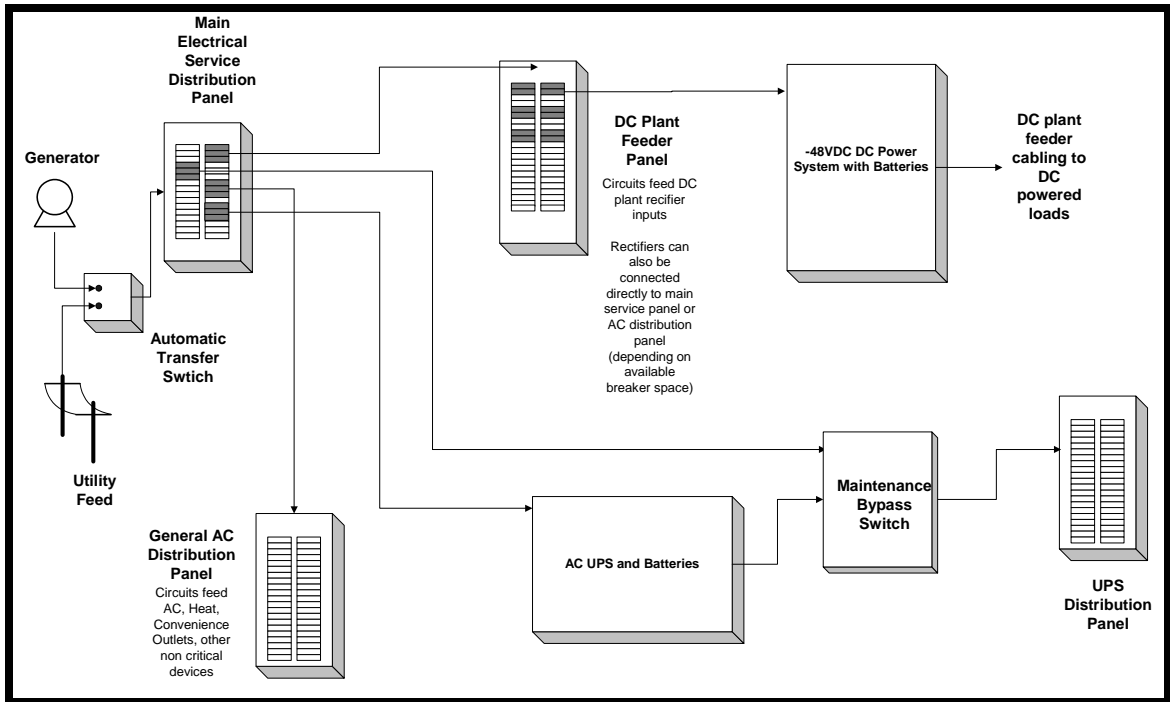 Main
Electrical
Service
Distribution
Panel
Generator
Automatic
Transfer
Swtich
Utility
Feed
DC Plant
Feeder
Panel
Circuits feed DC
plant rectifier
inputs
Rectifiers can
also be
connected
directly to main
service panel or
AC distribution
panel
(depending on
available
breaker space)
-48VDC DC Power
System with Batteries
DC plant
feeder
cabling to
DC
powered
loads
General AC
Distribution
Panel
Circuits feed
AC, Heat,
Convenience
Outlets, other
non critical
devices
AC UPS and Batteries
Maintenance
Bypass
Switch
UPS
Distribution
Panel